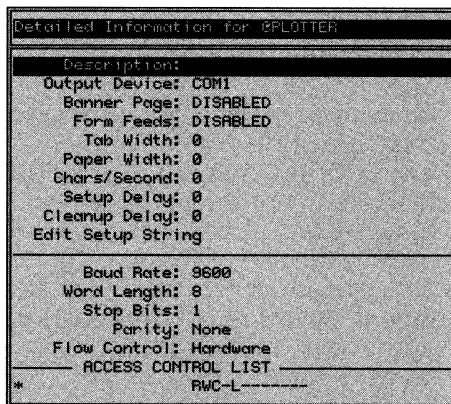 Detailed Information for @PLOTTER
Description:
Output Device: COM1
Banner Page: DISABLED
Form Feeds: DISABLED
Tab Width: 0
Paper Width: 0
Chars/Second: 0
Setup Delay: 0
Cleanup Delay: 0
Edit Setup String
Baud Rate: 9600
Word Length: 8
Stop Bits: 1
Parity: None
Flow Control: Hardware
ACCESS CONTROL LIST
* RWC-L-------